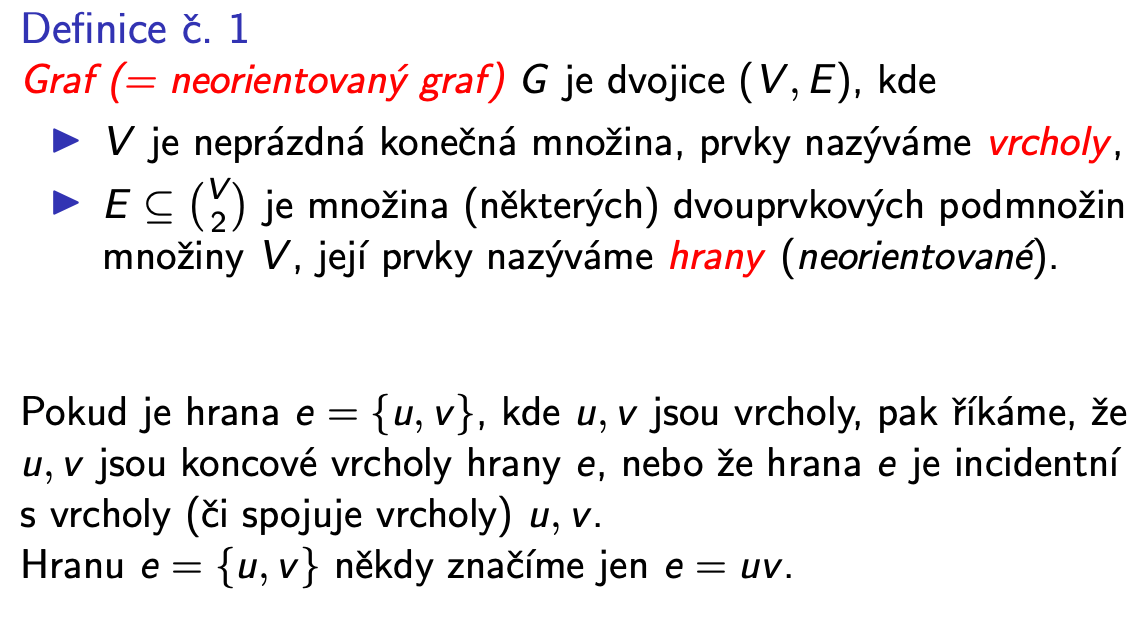 Definice č. 1
Graf (= neorientovaný graf) G je dvojice (V, E), kde
▶ V je neprázdná konečná množina, prvky nazýváme vrcholy,
▶ E ⊆ (V 2) je množina (některých) dvouprvkových podmnožin
množiny V, její prvky nazýváme hrany (neorientované).
Pokud je hrana e = {u, v}, kde u, v jsou vrcholy, pak říkáme, že
u, v jsou koncové vrcholy hrany e, nebo že hrana e je incidentní
s vrcholy (či spojuje vrcholy) u, v.
Hranu e = {u, v} někdy značíme jen e = uv.